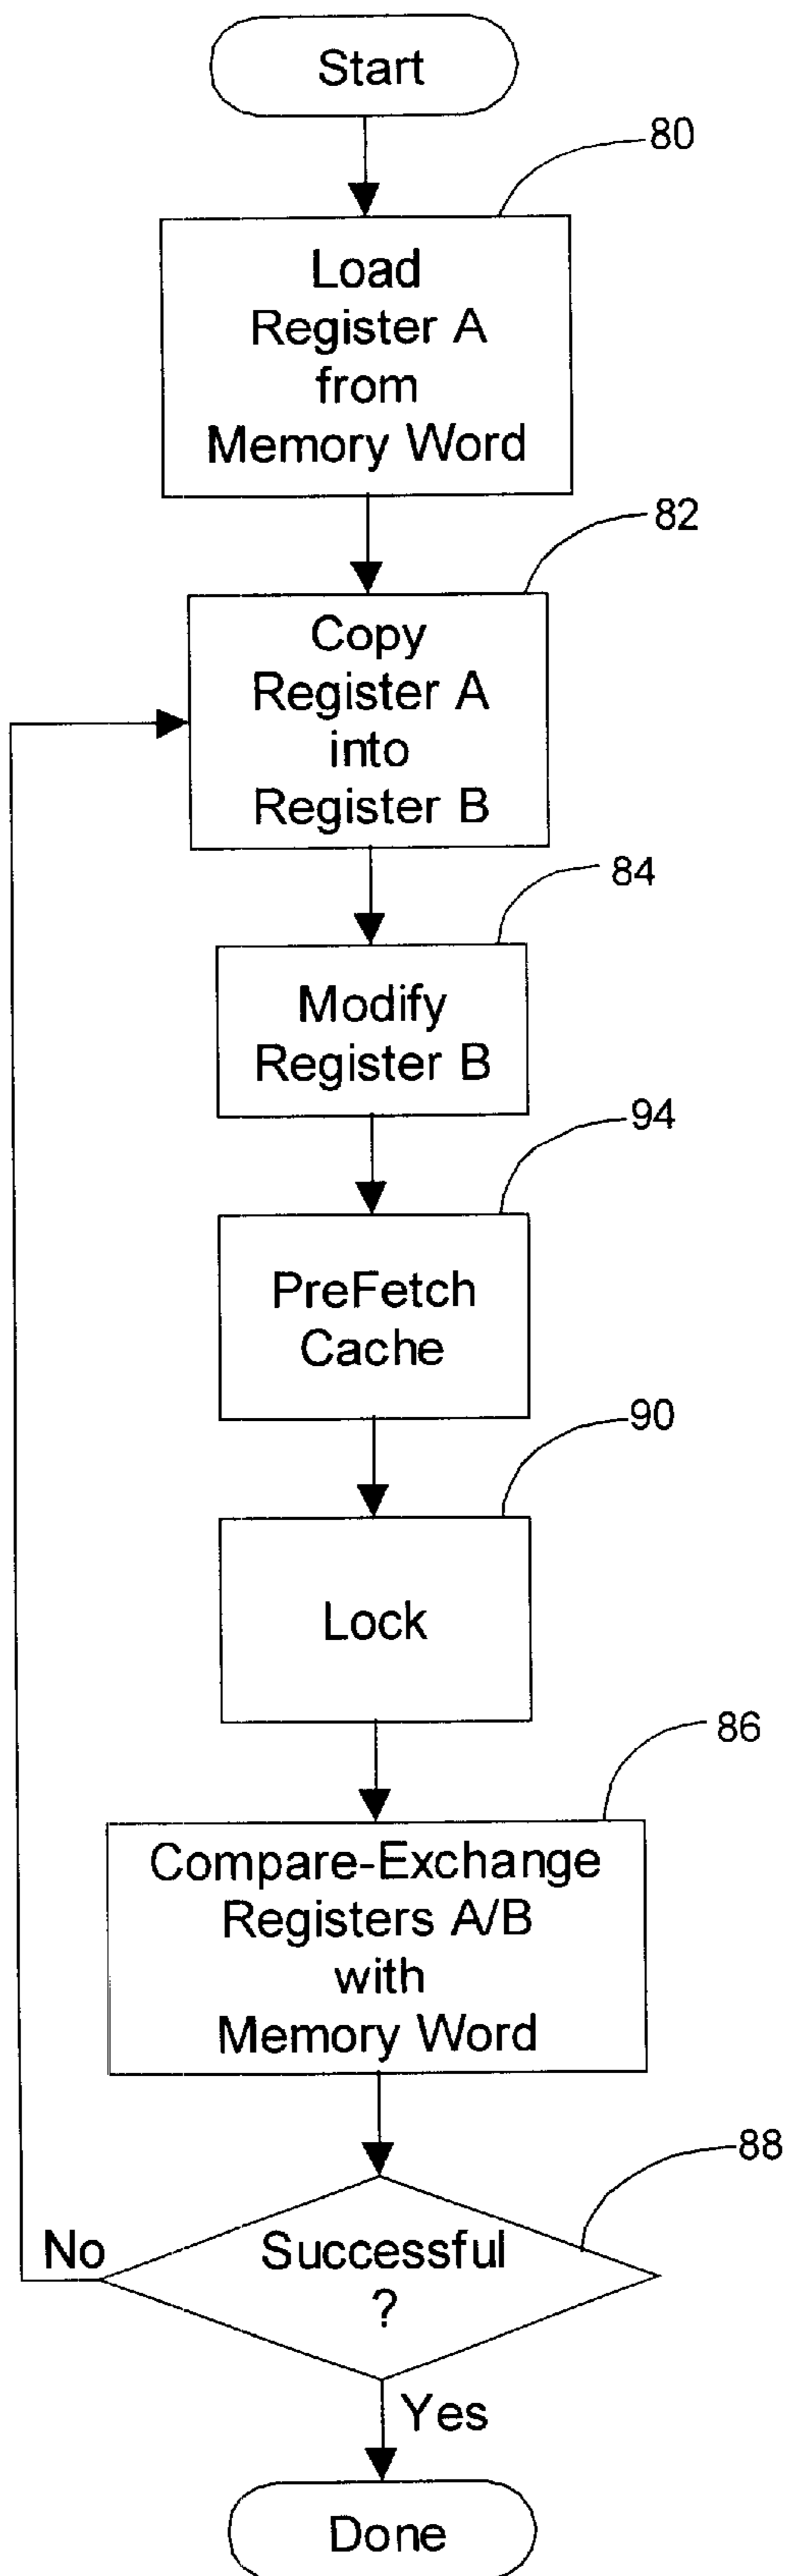 Start
80
Load
Register A
from
Memory Word
82
Copy
Register A
into
Register B
84
Modify
Register B
94
PreFetch
Cache
90
Lock
86
Compare-Exchange
Registers A/B
with
Memory Word
88
No
Successful
?
Yes
Done